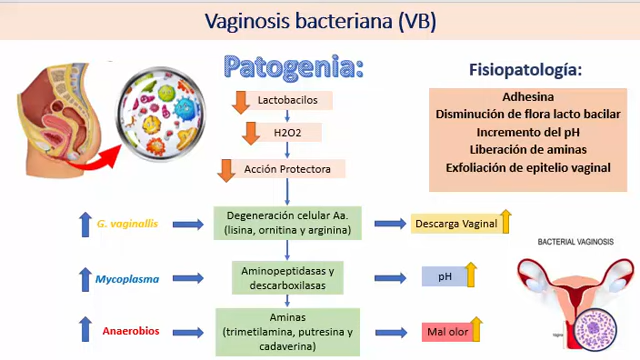 Vaginosis bacteriana (VB)
Patogenia:
Fisiopatología:
Lactobacilos
H2O2
Acción Protectora
Adhesina
Disminución de flora lacto bacilar
Incremento del pH
Liberación de aminas
Exfoliación de epitelio vaginal
G. vaginallis
Degeneración celular Aa.
(lisina, ornitina y arginina)
Descarga Vaginal
Mycoplasma
Aminopeptidasas y
descarboxilasas
pH
Anaerobios
Aminas
(trimetilamina, putresina y
cadaverina)
Mal olor
BACTERIAL VAGINOSIS
Vagina